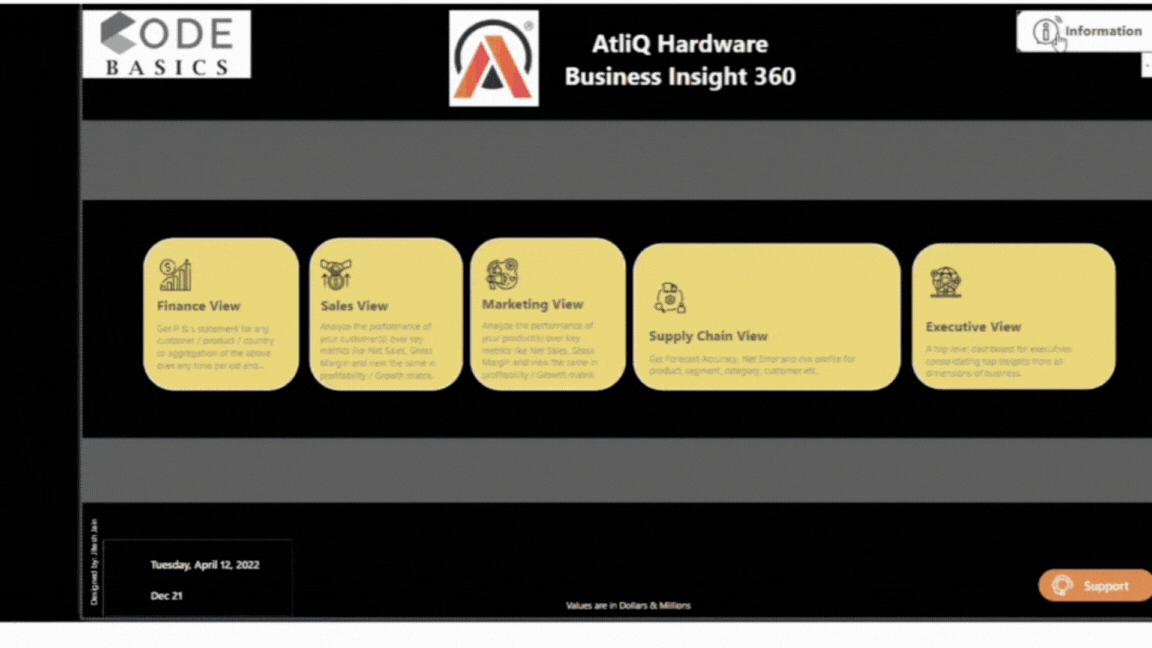 CODE
BASICS
AtliQ Hardware
Business Insight 360
Information
Finance View
Get P & L statement for any
customer / product / country
or aggregation of the above
over any time period and...
Sales View
Analyze the performance of
your customer(s) over key
metrics like Net Sales, Gross
Margin and view the same in
profitability / Growth matrix.
Marketing View
Analyze the performance of
your product(s) over key
metrics like Net Sales, Gross
Margin and view the same in
profitability / Growth matrix.
Supply Chain View
Get Forecast Accuracy, Net Error and risk profile for
product, segment, category, customer etc.
Executive View
A top level dashboard for executives
consolidating top insights from all
dimensions of business.
Designed by: Jain
Tuesday, April 12, 2022
Dec 21
Values are in Dollars & Millions
Support